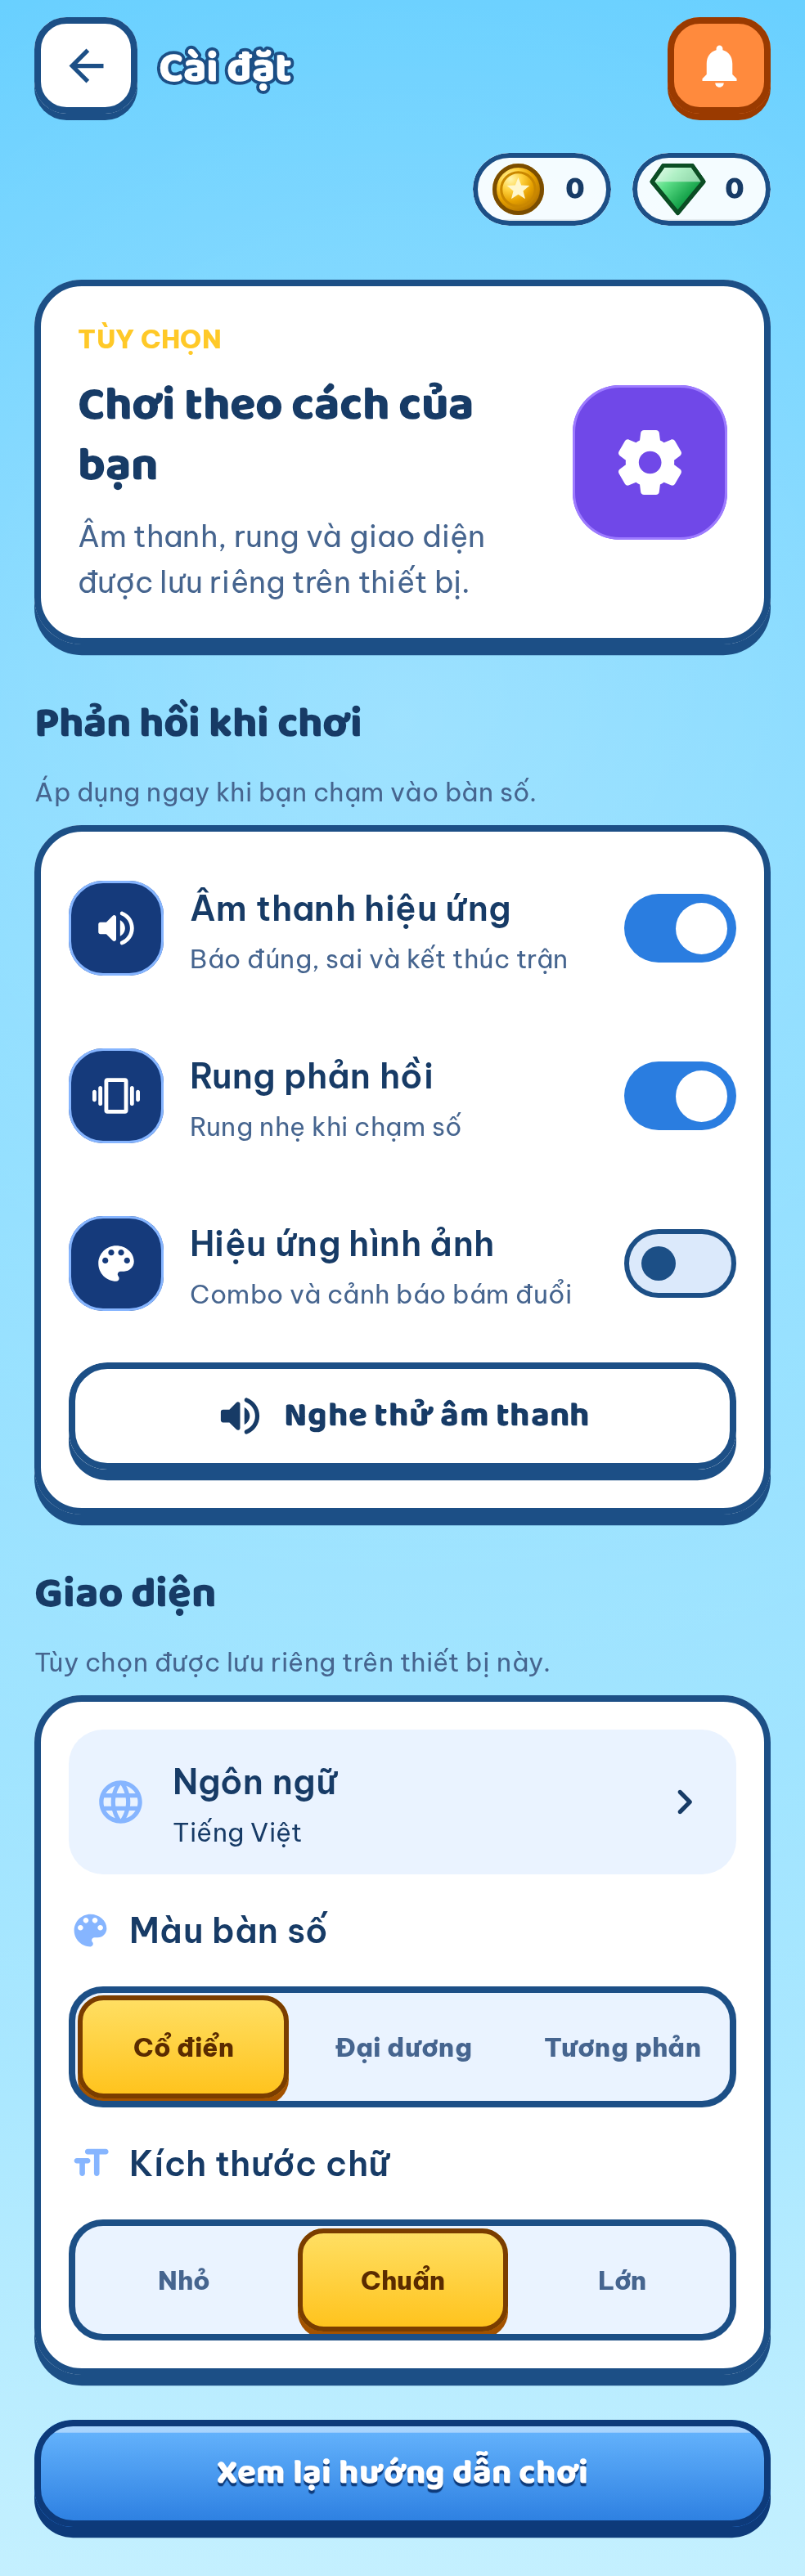 Cài đặt
0
0
TÙY CHỌN
Chơi theo cách của
bạn
Âm thanh, rung và giao diện
được lưu riêng trên thiết bị.
Phản hồi khi chơi
Áp dụng ngay khi bạn chạm vào bàn số.
Âm thanh hiệu ứng
Báo đúng, sai và kết thúc trận
Rung phản hồi
Rung nhẹ khi chạm số
Hiệu ứng hình ảnh
Combo và cảnh báo bám đuổi
Nghe thử âm thanh
Giao diện
Tùy chọn được lưu riêng trên thiết bị này.
Ngôn ngữ
Tiếng Việt
Màu bàn số
Cổ điển
Đại dương
Tương phản
Kích thước chữ
Nhỏ
Chuẩn
Lớn
Xem lại hướng dẫn chơi